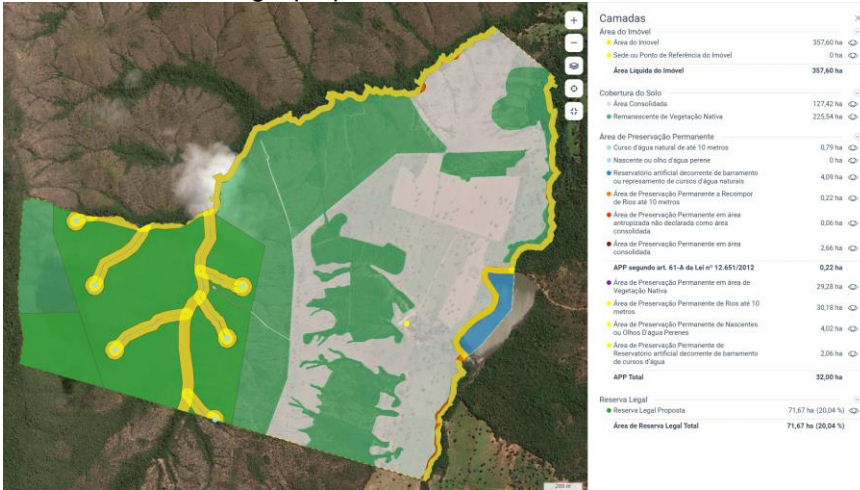 Camadas
Área do Imóvel
Área do Imovel 357,60 ha
Sede ou Ponto de Referência do Imóvel 0 ha
Área Líquida do Imóvel 357,60 ha
Cobertura do Solo
Área Consolidada 127,42 ha
Remanescente de Vegetação Nativa 225,54 ha
Área de Preservação Permanente
Curso d'água natural de até 10 metros 0,79 ha
Nascente ou olho d'água perene 0 ha
Reservatório artificial decorrente de barramento 4,09 ha
ou represamento de cursos d'água naturais
Área de Preservação Permanente a Recompor 0,22 ha
de Rios até 10 metros
Área de Preservação Permanente em área 0,06 ha
antropizada não declarada como área
consolidada
Área de Preservação Permanente em área 2,66 ha
consolidada
APP segundo art. 61-A da Lei nº 12.651/2012 0,22 ha
Área de Preservação Permanente em área de 29,28 ha
Vegetação Nativa
Área de Preservação Permanente de Rios até 10 30,18 ha
metros
Área de Preservação Permanente de Nascentes 4,02 ha
ou Olhos D'água Perenes
Área de Preservação Permanente de 2,06 ha
Reservatório artificial decorrente de barramento
de cursos d'água
APP Total 32,00 ha
Reserva Legal
Reserva Legal Proposta 71,67 ha (20,04 %)
Área de Reserva Legal Total 71,67 ha (20,04 %)
200 m